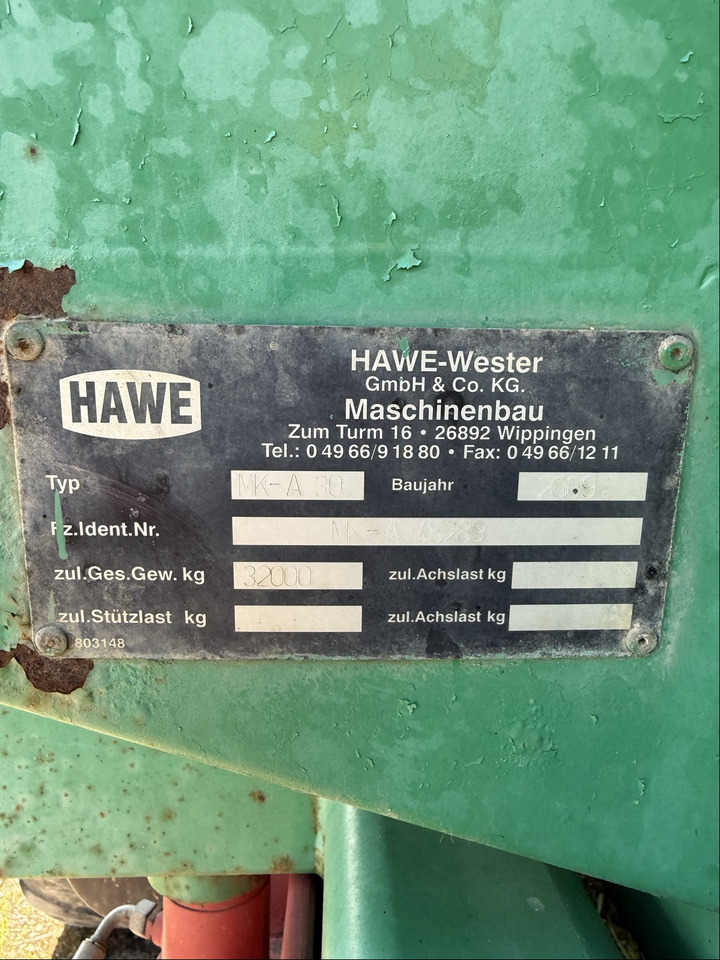 HAWE
HAWE-Wester
GmbH & Co. KG.
Maschinenbau
Zum Turm 16 • 26892 Wippingen
Tel.: 0 49 66/9 18 80 • Fax: 0 49 66/12 11
Typ MK-A 30 Baujahr
Fz.Ident.Nr. MK-A
zul.Ges.Gew. kg 32000 zul.Achslast kg
zul.Stützlast kg zul.Achslast kg
803148